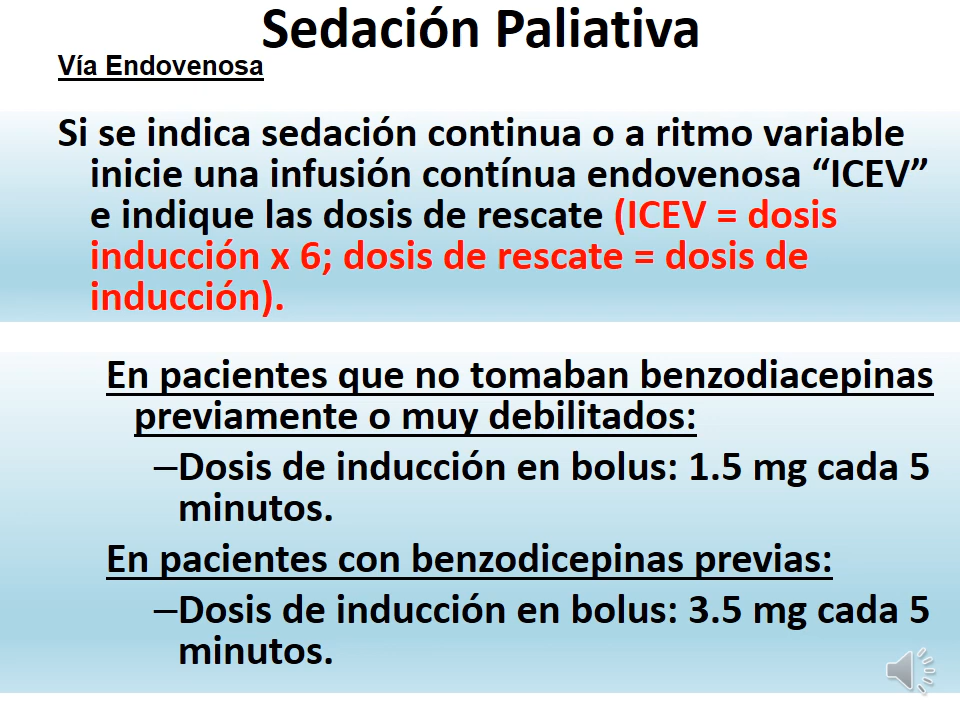 Sedación Paliativa
Vía Endovenosa
Si se indica sedación continua o a ritmo variable
inicie una infusión contínua endovenosa “ICEV”
e indique las dosis de rescate (ICEV = dosis
inducción x 6; dosis de rescate = dosis de
inducción).
En pacientes que no tomaban benzodiacepinas
previamente o muy debilitados:
–Dosis de inducción en bolus: 1.5 mg cada 5
minutos.
En pacientes con benzodicepinas previas:
–Dosis de inducción en bolus: 3.5 mg cada 5
minutos.